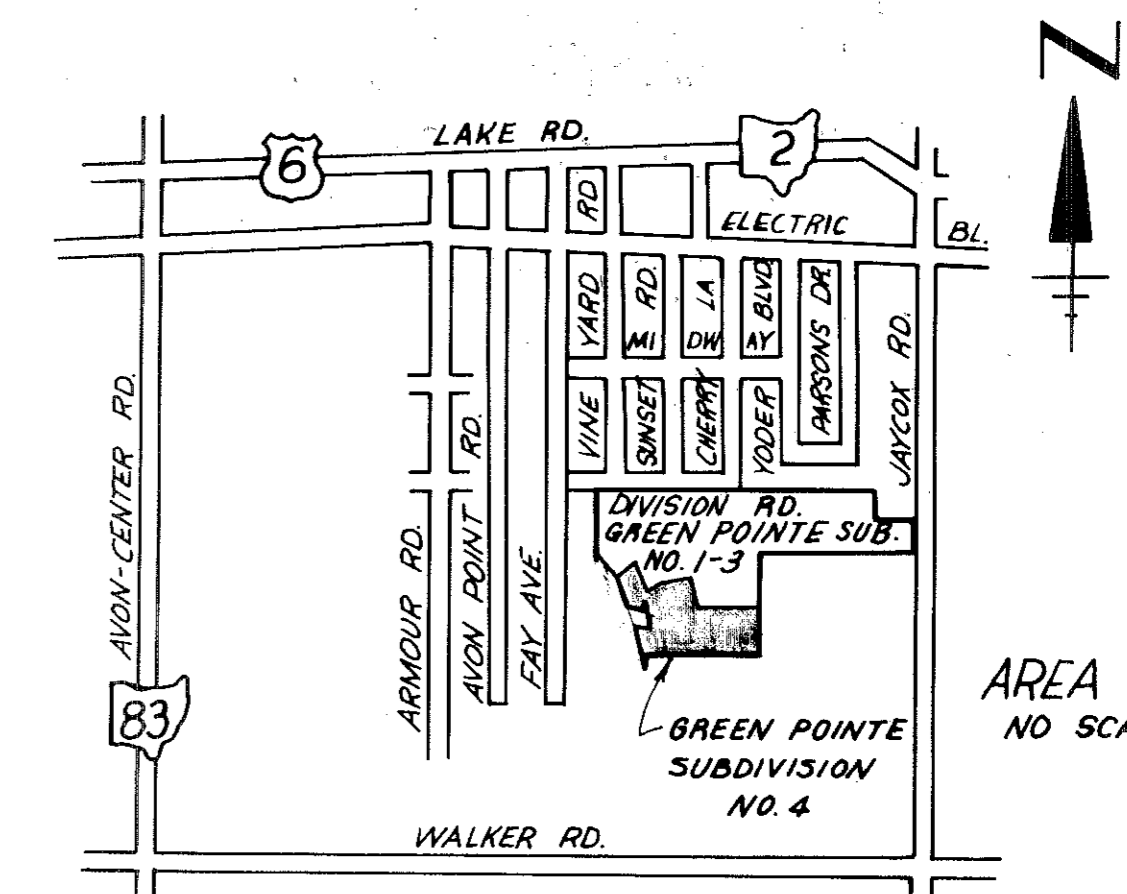 N
LAKE RD.
6
2
ELECTRIC
BL.
RD
YARD
VINE
MI RD.
SUNSET
DW LA
CHERRY
AY BLVD
YODER
PARSONS DR.
JAYCOX RD.
AVON-CENTER RD.
83
ARMOUR RD.
AVON POINT RD.
FAY AVE.
DIVISION RD.
GREEN POINTE SUB.
NO. 1-3
GREEN POINTE
SUBDIVISION
NO. 4
AREA
NO
WALKER RD.